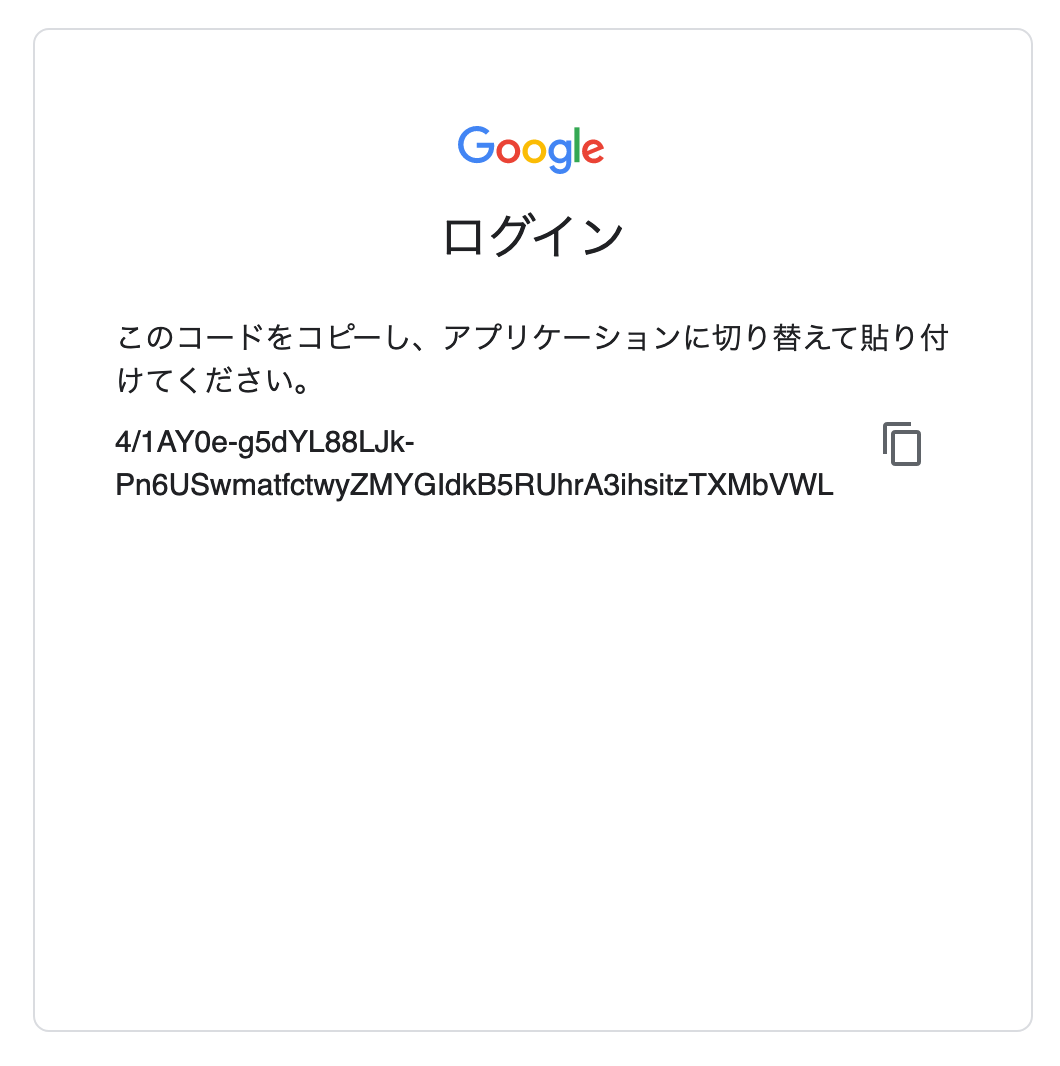 Google
ログイン
このコードをコピーし、アプリケーションに切り替えて貼り付
けてください。
4/1AY0e-g5dYL88LJk-
Pn6USwmatfctwyZMYGIdkB5RUhrA3ihsitzTXMbVWL